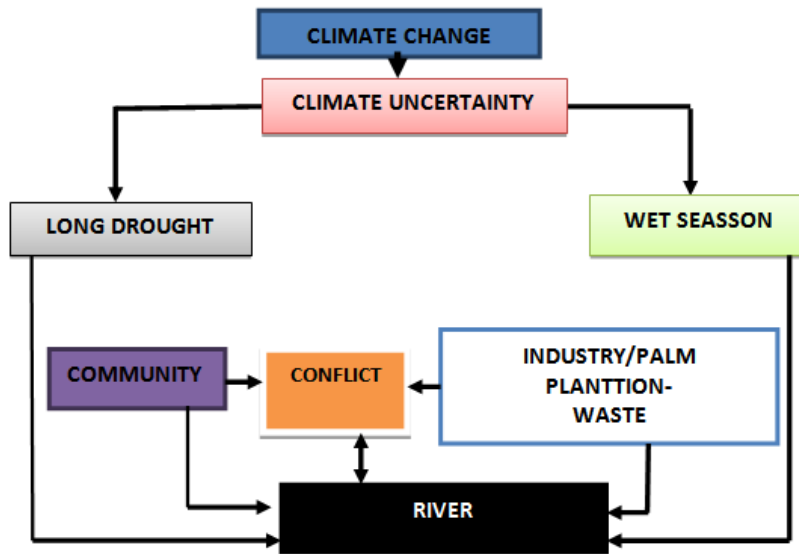 CLIMATE CHANGE
CLIMATE UNCERTAINTY
LONG DROUGHT
WET SEASSON
COMMUNITY
CONFLICT
INDUSTRY/PALM
PLANTTION-
WASTE
RIVER